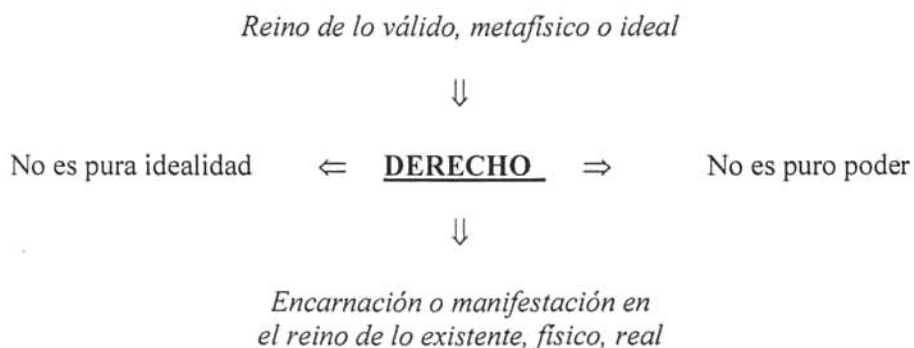 Reino de lo válido, metafísico o ideal
⇓
No es pura idealidad ⇐ DERECHO ⇒ No es puro poder
⇓
Encarnación o manifestación en
el reino de lo existente, físico, real